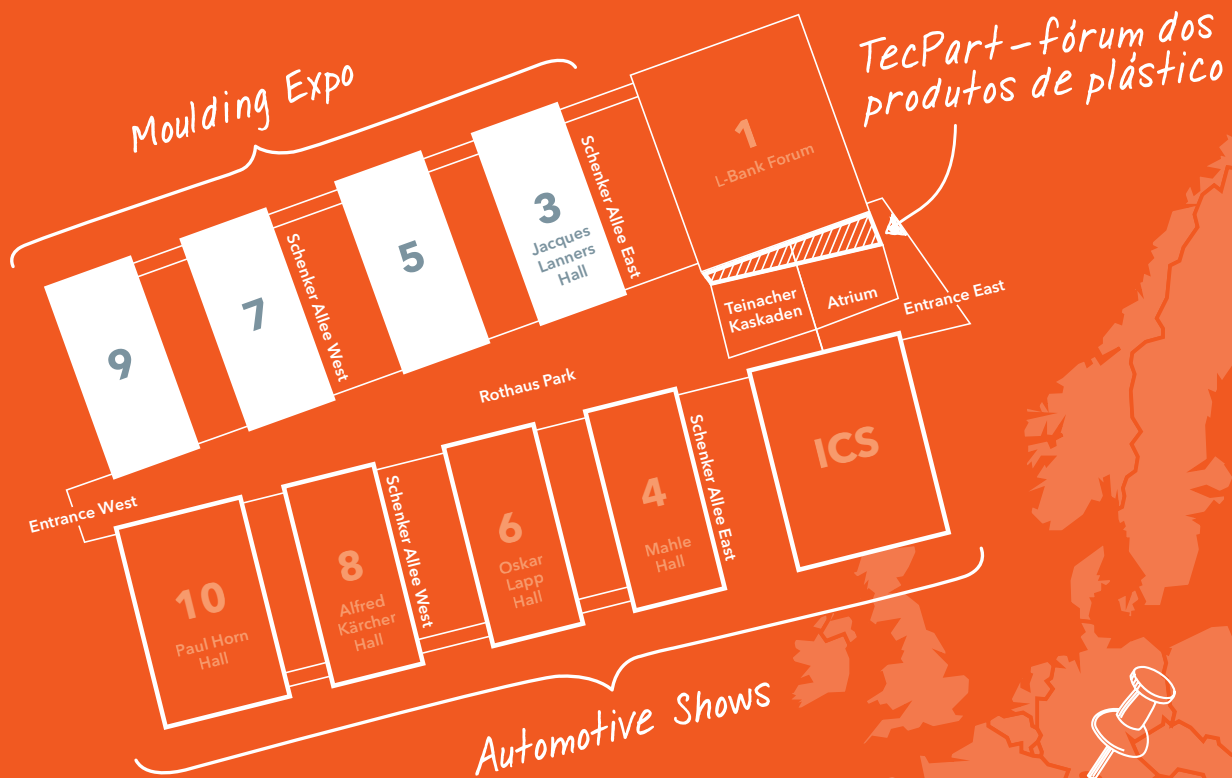 Moulding Expo
TecPart–fórum dos
produtos de plástico
1
L-Bank Forum
3
Jacques
Lanners
Hall
Schenker Allee East
5
7
Schenker Allee West
9
Teinacher
Kaskaden
Atrium
Entrance East
Rothaus Park
Entrance West
10
Paul Horn
Hall
8
Alfred
Kärcher
Hall
Schenker Allee West
6
Oskar
Lapp
Hall
4
Mahle
Hall
Schenker Allee East
ICS
Automotive Shows